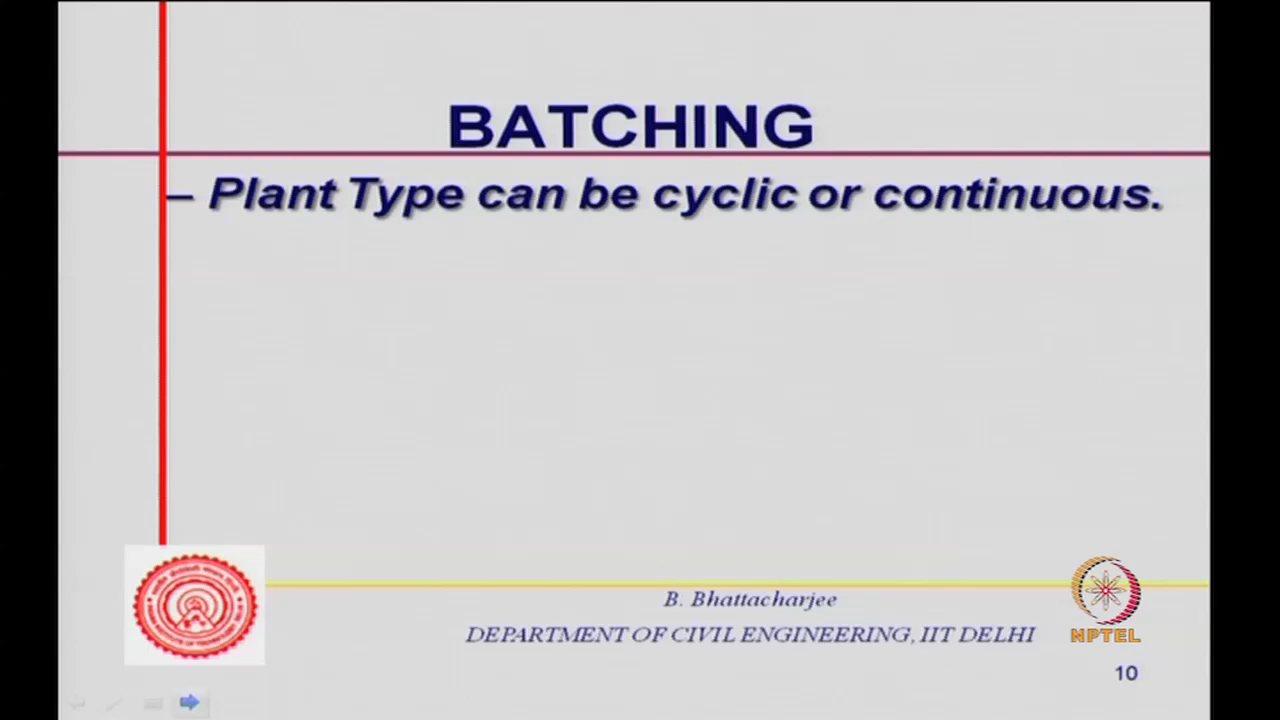 BATCHING
– Plant Type can be cyclic or continuous.
B. Bhattacharjee
DEPARTMENT OF CIVIL ENGINEERING, IIT DELHI
NPTEL
10